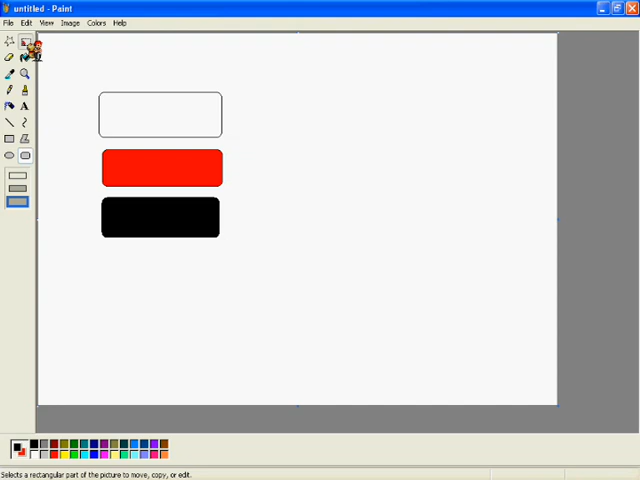 untitled - Paint
File Edit View Image Colors Help
A
Selects a rectangular part of the picture to move, copy, or edit.